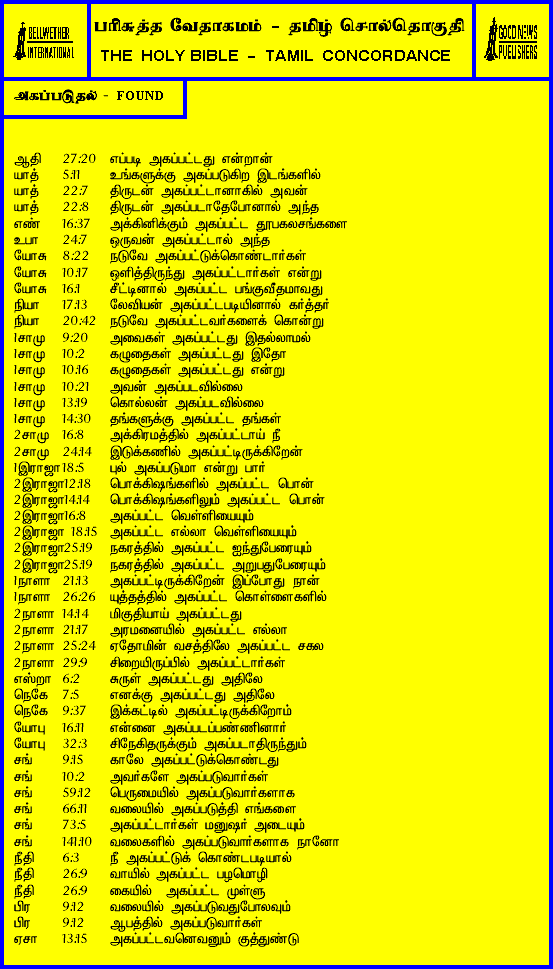 BELLWETHER
INTERNATIONAL
பரிசுத்த வேதாகமம் – தமிழ் சொல்தொகுதி
THE HOLY BIBLE – TAMIL CONCORDANCE
GOOD NEWS
PUBLISHERS
அகப்படுதல் - FOUND
ஆதி 27:20 எப்படி அகப்பட்டது என்றான்
யாத் 5:11 உங்களுக்கு அகப்படுகிற இடங்களில்
யாத் 22:7 திருடன் அகப்பட்டானாகில் அவன்
யாத் 22:8 திருடன் அகப்படாதேபோனால் அந்த
எண் 16:37 அக்கினிக்கும் அகப்பட்ட தூபகலசங்களை
உபா 24:7 ஒருவன் அகப்பட்டால் அந்த
யோசு 8:22 நடுவே அகப்பட்டுக்கொண்டார்கள்
யோசு 10:17 ஒளித்திருந்து அகப்பட்டார்கள் என்று
யோசு 16:1 சீட்டினால் அகப்பட்ட பங்குவீதமாவது
நியா 17:13 லேவியன் அகப்பட்டபடியினால் கர்த்தர்
நியா 20:42 நடுவே அகப்பட்டவர்களைக் கொன்று
1சாமு 9:20 அவைகள் அகப்பட்டது இதல்லாமல்
1சாமு 10:2 கழுதைகள் அகப்பட்டது இதோ
1சாமு 10:16 கழுதைகள் அகப்பட்டது என்று
1சாமு 10:21 அவன் அகப்படவில்லை
1சாமு 13:19 கொல்லன் அகப்படவில்லை
1சாமு 14:30 தங்களுக்கு அகப்பட்ட தங்கள்
2சாமு 16:8 அக்கிரமத்தில் அகப்பட்டாய் நீ
2சாமு 24:14 இடுக்கணில் அகப்பட்டிருக்கிறேன்
1இராஜா18:5 புல் அகப்படுமா என்று பார்
2இராஜா12:18 பொக்கிஷங்களில் அகப்பட்ட பொன்
2இராஜா14:14 பொக்கிஷங்களிலும் அகப்பட்ட பொன்
2இராஜா16:8 அகப்பட்ட வெள்ளியையும்
2இராஜா 18:15 அகப்பட்ட எல்லா வெள்ளியையும்
2இராஜா25:19 நகரத்தில் அகப்பட்ட ஐந்துபேரையும்
2இராஜா25:19 நகரத்தில் அகப்பட்ட அறுபதுபேரையும்
1நாளா 21:13 அகப்பட்டிருக்கிறேன் இப்போது நான்
1நாளா 26:26 யுத்தத்தில் அகப்பட்ட கொள்ளைகளில்
2நாளா 14:14 மிகுதியாய் அகப்பட்டது
2நாளா 21:17 அரமனையில் அகப்பட்ட எல்லா
2நாளா 25:24 ஏதோமின் வசத்திலே அகப்பட்ட சகல
2நாளா 29:9 சிறையிருப்பில் அகப்பட்டார்கள்
எஸ்றா 6:2 சுருள் அகப்பட்டது அதிலே
நெகே 7:5 எனக்கு அகப்பட்டது அதிலே
நெகே 9:37 இக்கட்டில் அகப்பட்டிருக்கிறோம்
யோபு 16:11 என்னை அகப்படப்பண்ணினார்
யோபு 32:3 சிநேகிதருக்கும் அகப்படாதிருந்தும்
சங் 9:15 காலே அகப்பட்டுக்கொண்டது
சங் 10:2 அவர்களே அகப்படுவார்கள்
சங் 59:12 பெருமையில் அகப்படுவார்களாக
சங் 66:11 வலையில் அகப்படுத்தி எங்களை
சங் 73:5 அகப்பட்டார்கள் மனுஷர் அடையும்
சங் 141:10 வலைகளில் அகப்படுவார்களாக நானோ
நீதி 6:3 நீ அகப்பட்டுக் கொண்டபடியால்
நீதி 26:9 வாயில் அகப்பட்ட பழமொழி
நீதி 26:9 கையில் அகப்பட்ட முள்ளு
பிர 9:12 வலையில் அகப்படுவதுபோலவும்
பிர 9:12 ஆபத்தில் அகப்படுவார்கள்
ஏசா 13:15 அகப்பட்டவனெவனும் குத்துண்டு